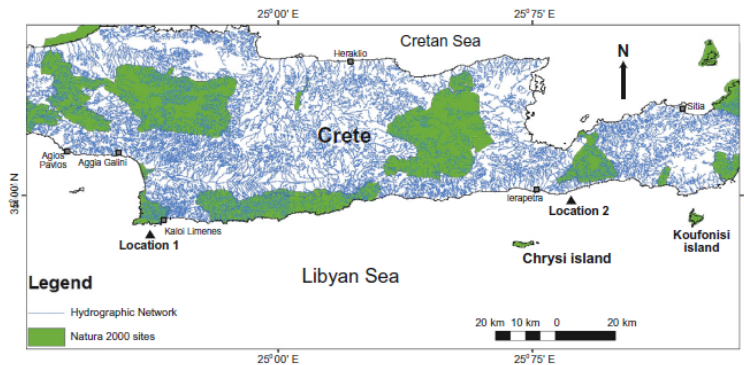 25°00′ E
25°75′ E
Cretan Sea
Heraklio
N
Sitia
Crete
Agios
Pavlos
Aggia Galini
35°00′ N
Ierapetra
Location 2
Kaloi Limenes
Location 1
Koufonisi
island
Chrysi island
Libyan Sea
Legend
Hydrographic Network
Natura 2000 sites
20 km 10 km 0 20 km
25°00′ E
25°75′ E